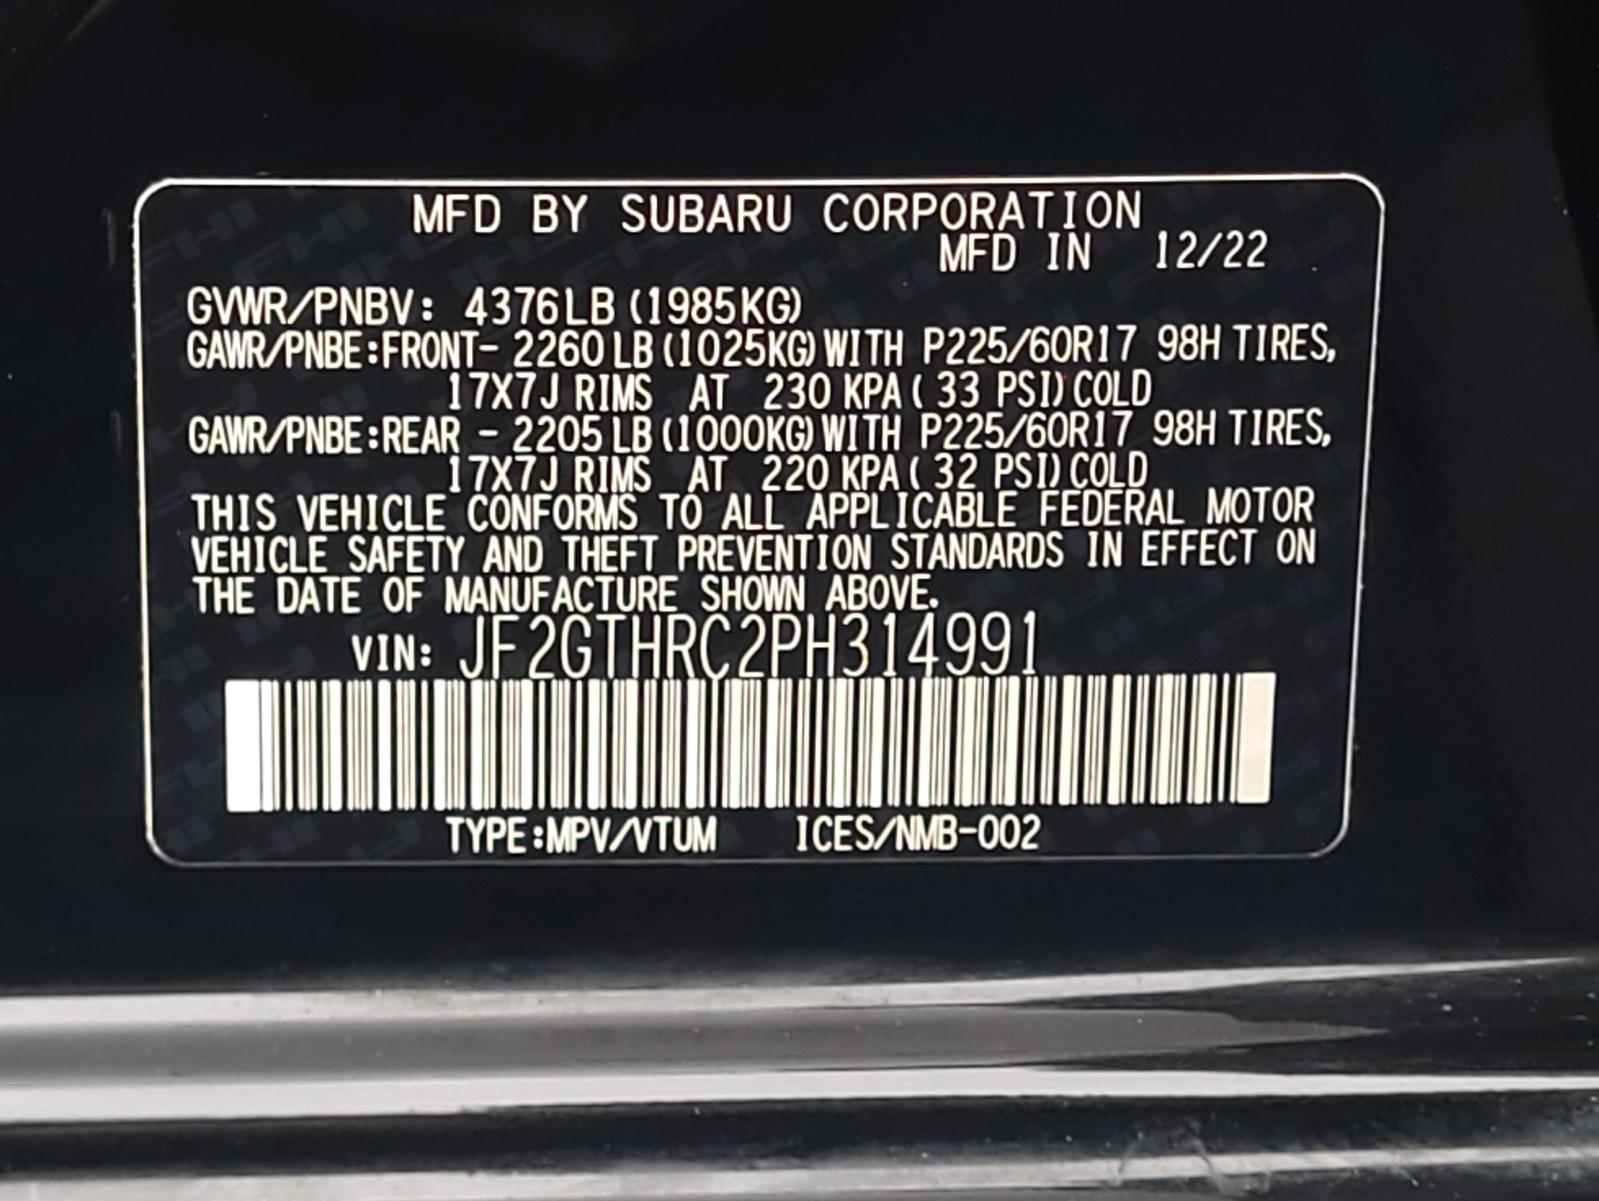 MFD BY SUBARU CORPORATION
MFD IN 12/22
GVWR/PNBV: 4376LB (1985KG)
GAWR/PNBE:FRONT- 2260LB (1025KG) WITH P225/60R17 98H TIRES,
17X7J RIMS AT 230 KPA ( 33 PSI) COLD
GAWR/PNBE:REAR - 2205LB (1000KG) WITH P225/60R17 98H TIRES,
17X7J RIMS AT 220 KPA ( 32 PSI) COLD
THIS VEHICLE CONFORMS TO ALL APPLICABLE FEDERAL MOTOR
VEHICLE SAFETY AND THEFT PREVENTION STANDARDS IN EFFECT ON
THE DATE OF MANUFACTURE SHOWN ABOVE.
VIN: JF2GTHRC2PH314991
TYPE:MPV/VTUM ICES/NMB-002